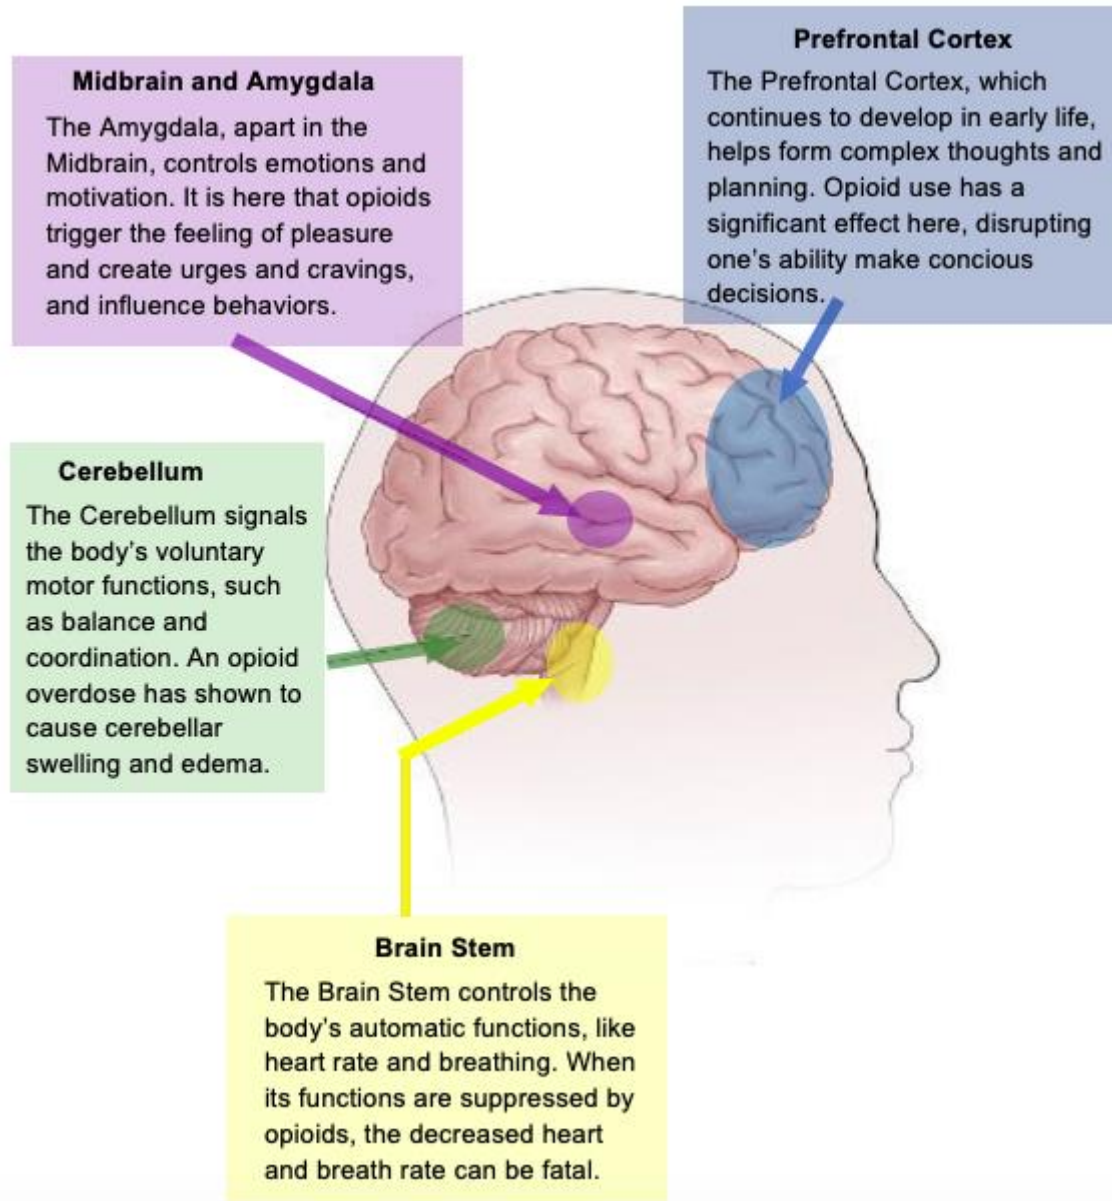 Midbrain and Amygdala
The Amygdala, apart in the
Midbrain, controls emotions and
motivation. It is here that opioids
trigger the feeling of pleasure
and create urges and cravings,
and influence behaviors.
Prefrontal Cortex
The Prefrontal Cortex, which
continues to develop in early life,
helps form complex thoughts and
planning. Opioid use has a
significant effect here, disrupting
one's ability make concious
decisions.
Cerebellum
The Cerebellum signals
the body's voluntary
motor functions, such
as balance and
coordination. An opioid
overdose has shown to
cause cerebellar
swelling and edema.
Brain Stem
The Brain Stem controls the
body's automatic functions, like
heart rate and breathing. When
its functions are suppressed by
opioids, the decreased heart
and breath rate can be fatal.